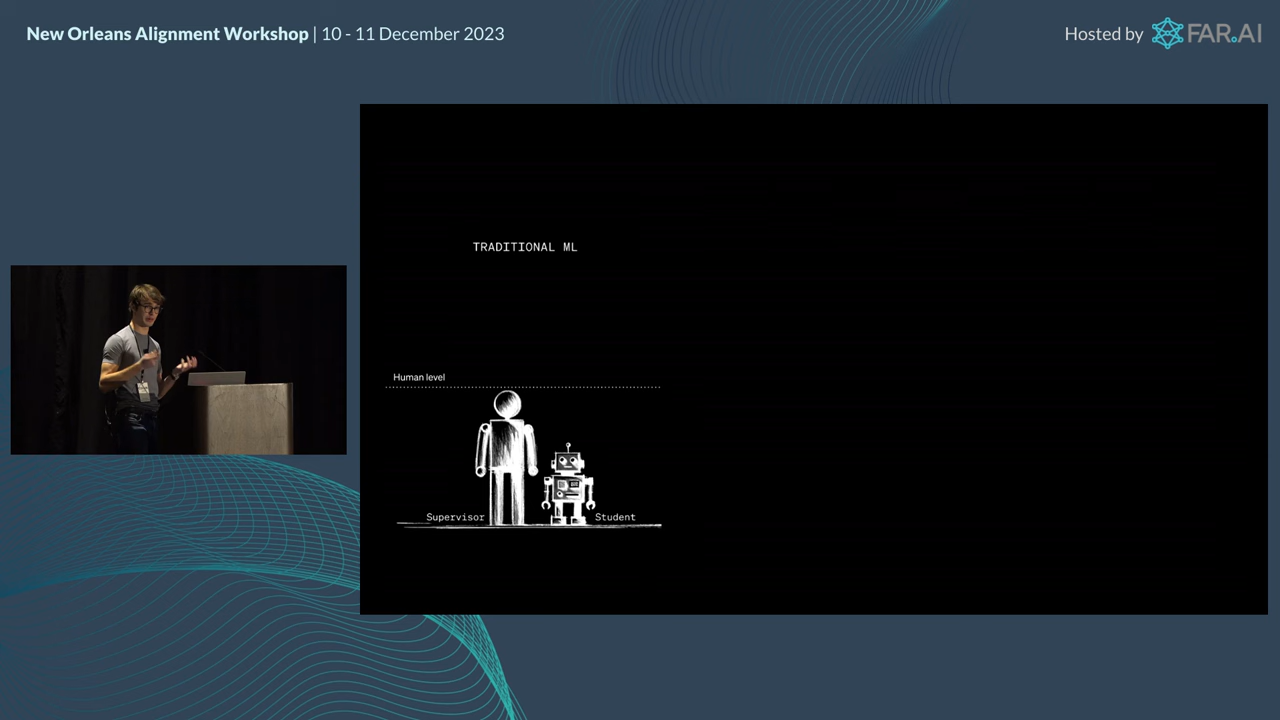 New Orleans Alignment Workshop | 10 - 11 December 2023
Hosted by FAR.AI
TRADITIONAL ML
Human level
Supervisor
Student